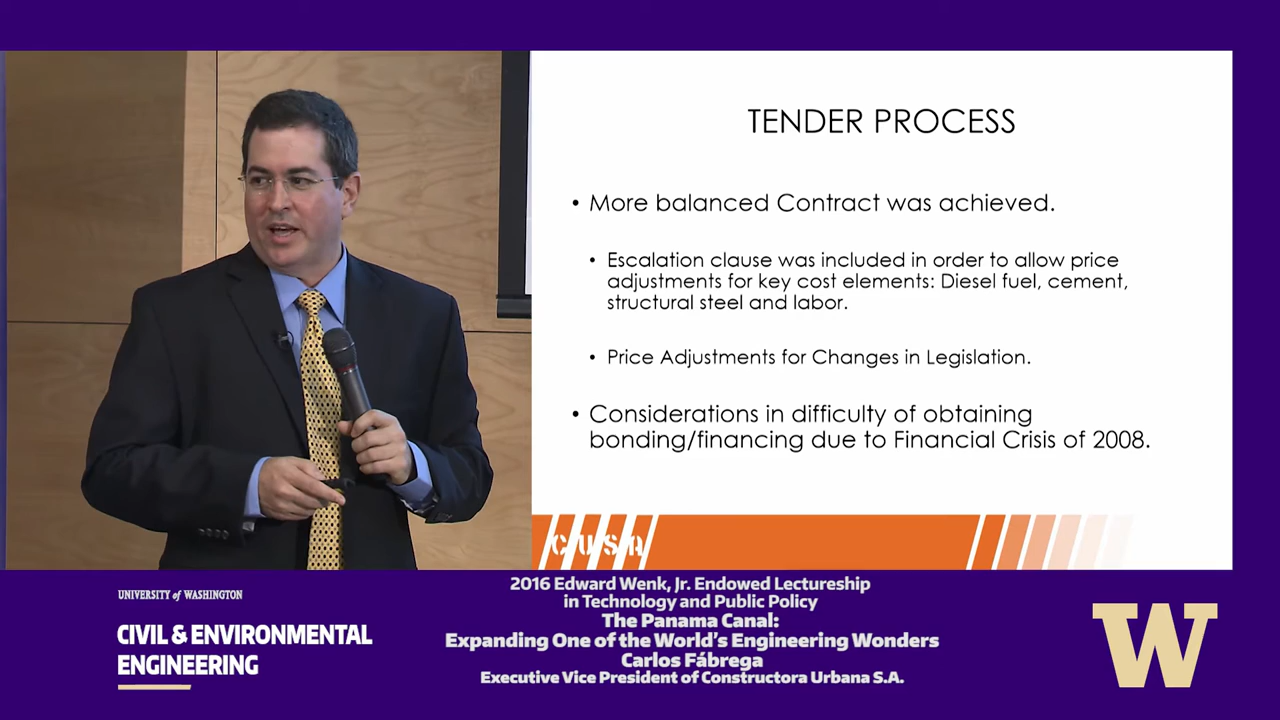 TENDER PROCESS
• More balanced Contract was achieved.
• Escalation clause was included in order to allow price
adjustments for key cost elements: Diesel fuel, cement,
structural steel and labor.
• Price Adjustments for Changes in Legislation.
• Considerations in difficulty of obtaining
bonding/financing due to Financial Crisis of 2008.
CUSA
UNIVERSITY of WASHINGTON
CIVIL & ENVIRONMENTAL
ENGINEERING
2016 Edward Wenk, Jr. Endowed Lectureship
in Technology and Public Policy
The Panama Canal:
Expanding One of the World's Engineering Wonders
Carlos Fábrega
Executive Vice President of Constructora Urbana S.A.
W